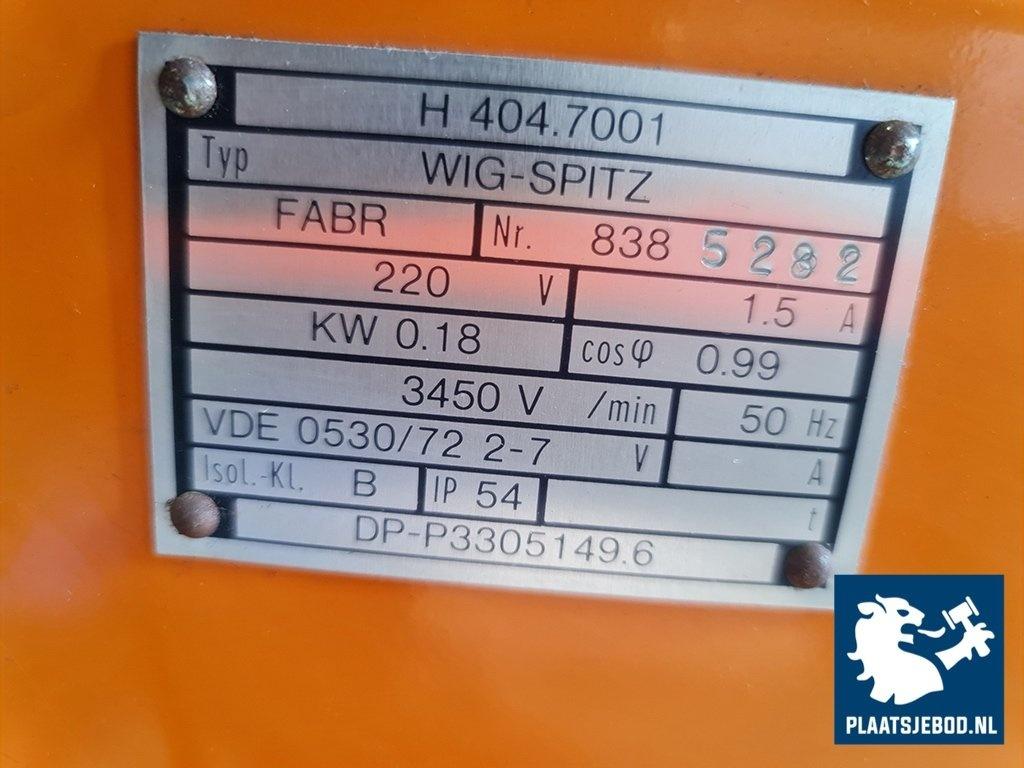 H 404.7001
Typ WIG-SPITZ
FABR Nr. 838 5282
220 V 1.5 A
KW 0.18 cosφ 0.99
3450 V /min 50 Hz
VDE 0530/72 2-7 V A
Isol.-Kl. B IP 54 t
DP-P3305149.6
PLAATSJEBOD.NL